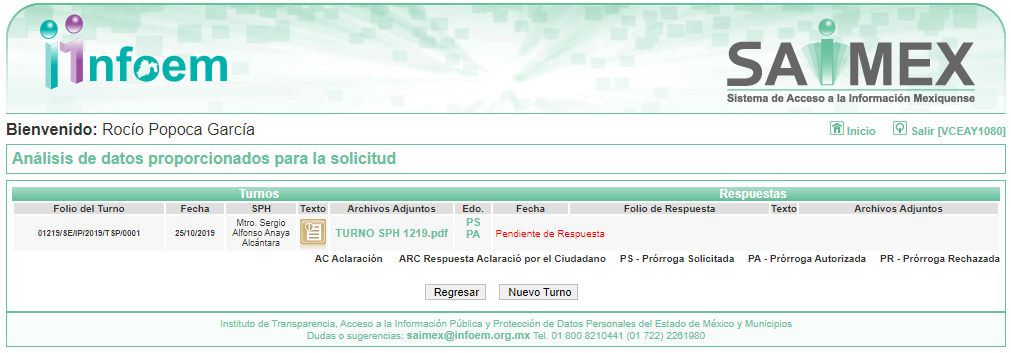 infoem
SAIMEX
Sistema de Acceso a la Información Mexiquense
Bienvenido: Rocío Popoca García
Inicio Salir [VCEAY1080]
Análisis de datos proporcionados para la solicitud
Turnos Respuestas
Folio del Turno Fecha SPH Texto Archivos Adjuntos Edo. Fecha Folio de Respuesta Texto Archivos Adjuntos
01219/SE/IP/2019/TSP/0001 25/10/2019 Mtro. Sergio Alfonso Anaya Alcántara TURNO SPH 1219.pdf PS PA Pendiente de Respuesta
AC Aclaración ARC Respuesta Aclaració por el Ciudadano PS - Prórroga Solicitada PA - Prórroga Autorizada PR - Prórroga Rechazada
Regresar Nuevo Turno
Instituto de Transparencia, Acceso a la Información Pública y Protección de Datos Personales del Estado de México y Municipios
Dudas o sugerencias: saimex@infoem.org.mx Tel. 01 800 8210441 (01 722) 2261980